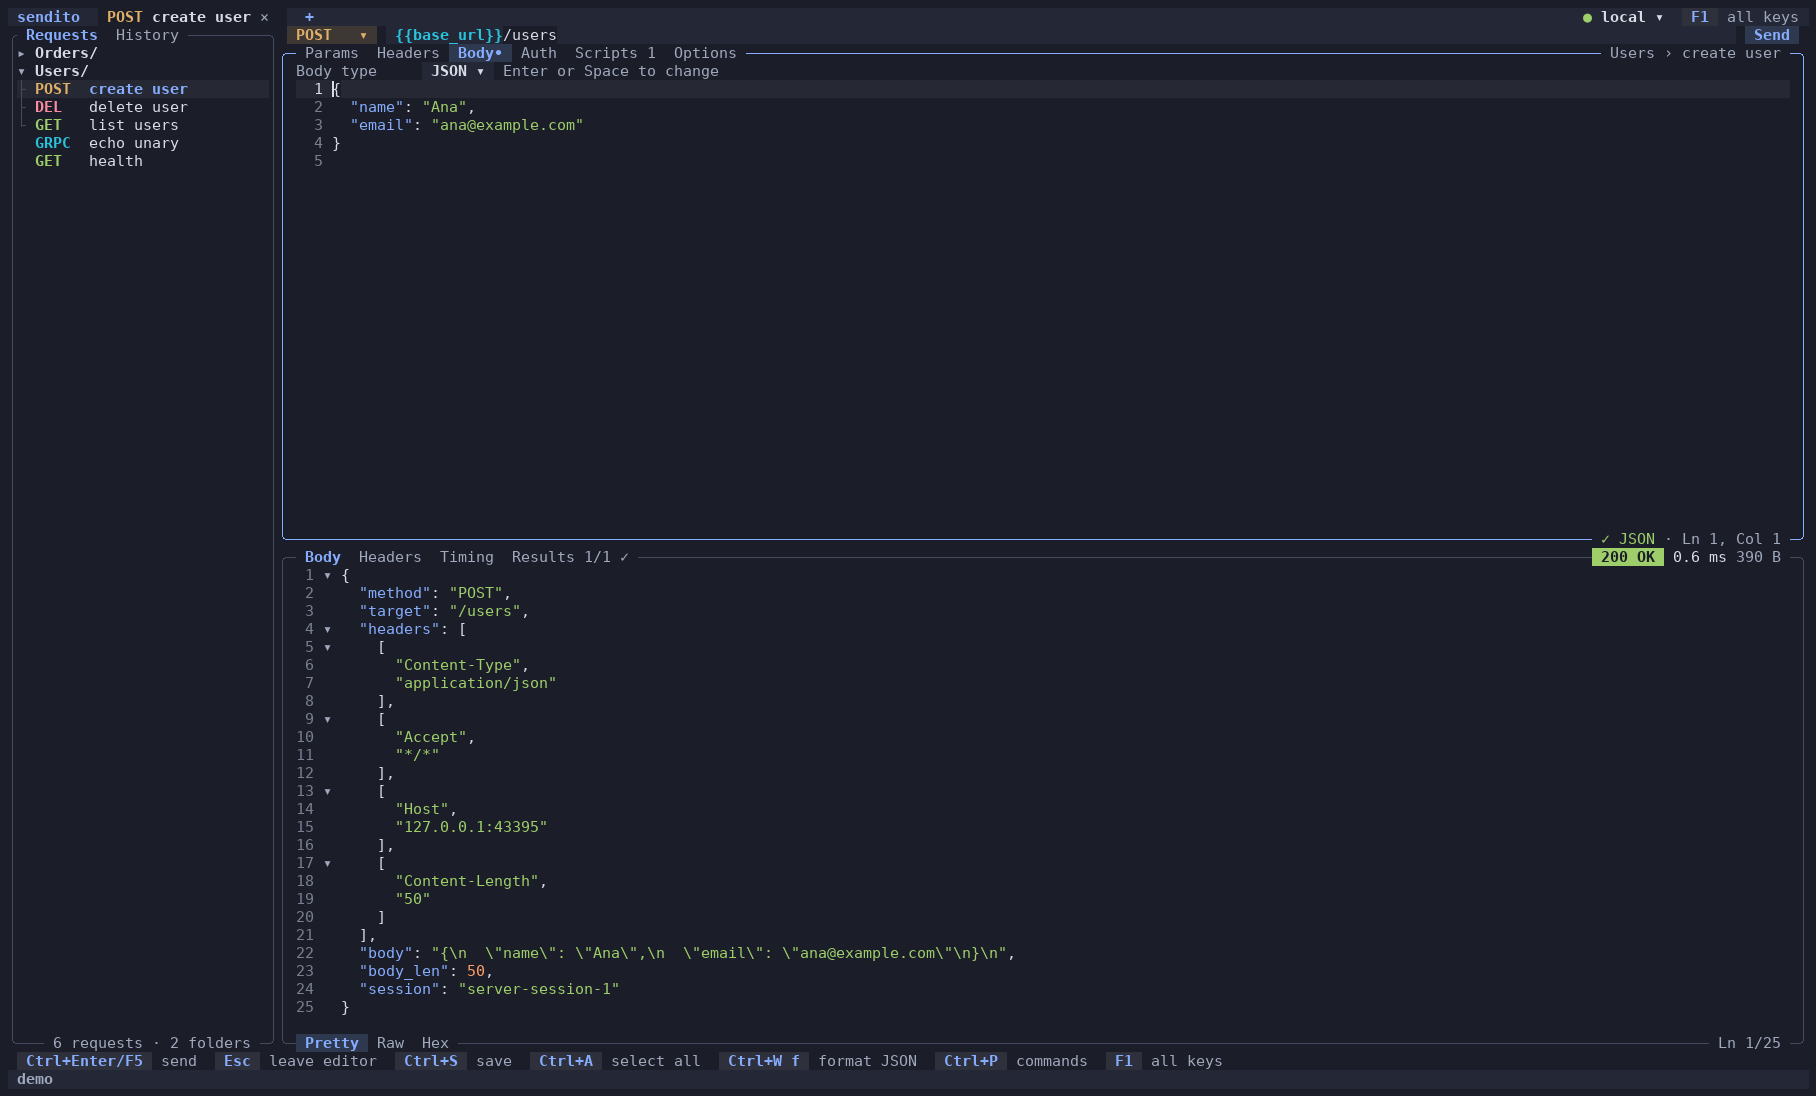 sendito POST create user × + ● local ▾ F1 all keys
Requests History POST ▾ {{base_url}}/users Send
▸ Orders/ Params Headers Body• Auth Scripts 1 Options Users › create user
▾ Users/ Body type JSON ▾ Enter or Space to change
POST create user 1 {
DEL delete user 2 "name": "Ana",
GET list users 3 "email": "ana@example.com"
GRPC echo unary 4 }
GET health 5
✓ JSON · Ln 1, Col 1
Body Headers Timing Results 1/1 ✓ 200 OK 0.6 ms 390 B
1 ▾ {
2 "method": "POST",
3 "target": "/users",
4 ▾ "headers": [
5 ▾ [
6 "Content-Type",
7 "application/json"
8 ],
9 ▾ [
10 "Accept",
11 "*/*"
12 ],
13 ▾ [
14 "Host",
15 "127.0.0.1:43395"
16 ],
17 ▾ [
18 "Content-Length",
19 "50"
20 ]
21 ],
22 "body": "{\n  \"name\": \"Ana\",\n  \"email\": \"ana@example.com\"\n}\n",
23 "body_len": 50,
24 "session": "server-session-1"
25 }
6 requests · 2 folders Pretty Raw Hex Ln 1/25
Ctrl+Enter/F5 send Esc leave editor Ctrl+S save Ctrl+A select all Ctrl+W f format JSON Ctrl+P commands F1 all keys
demo